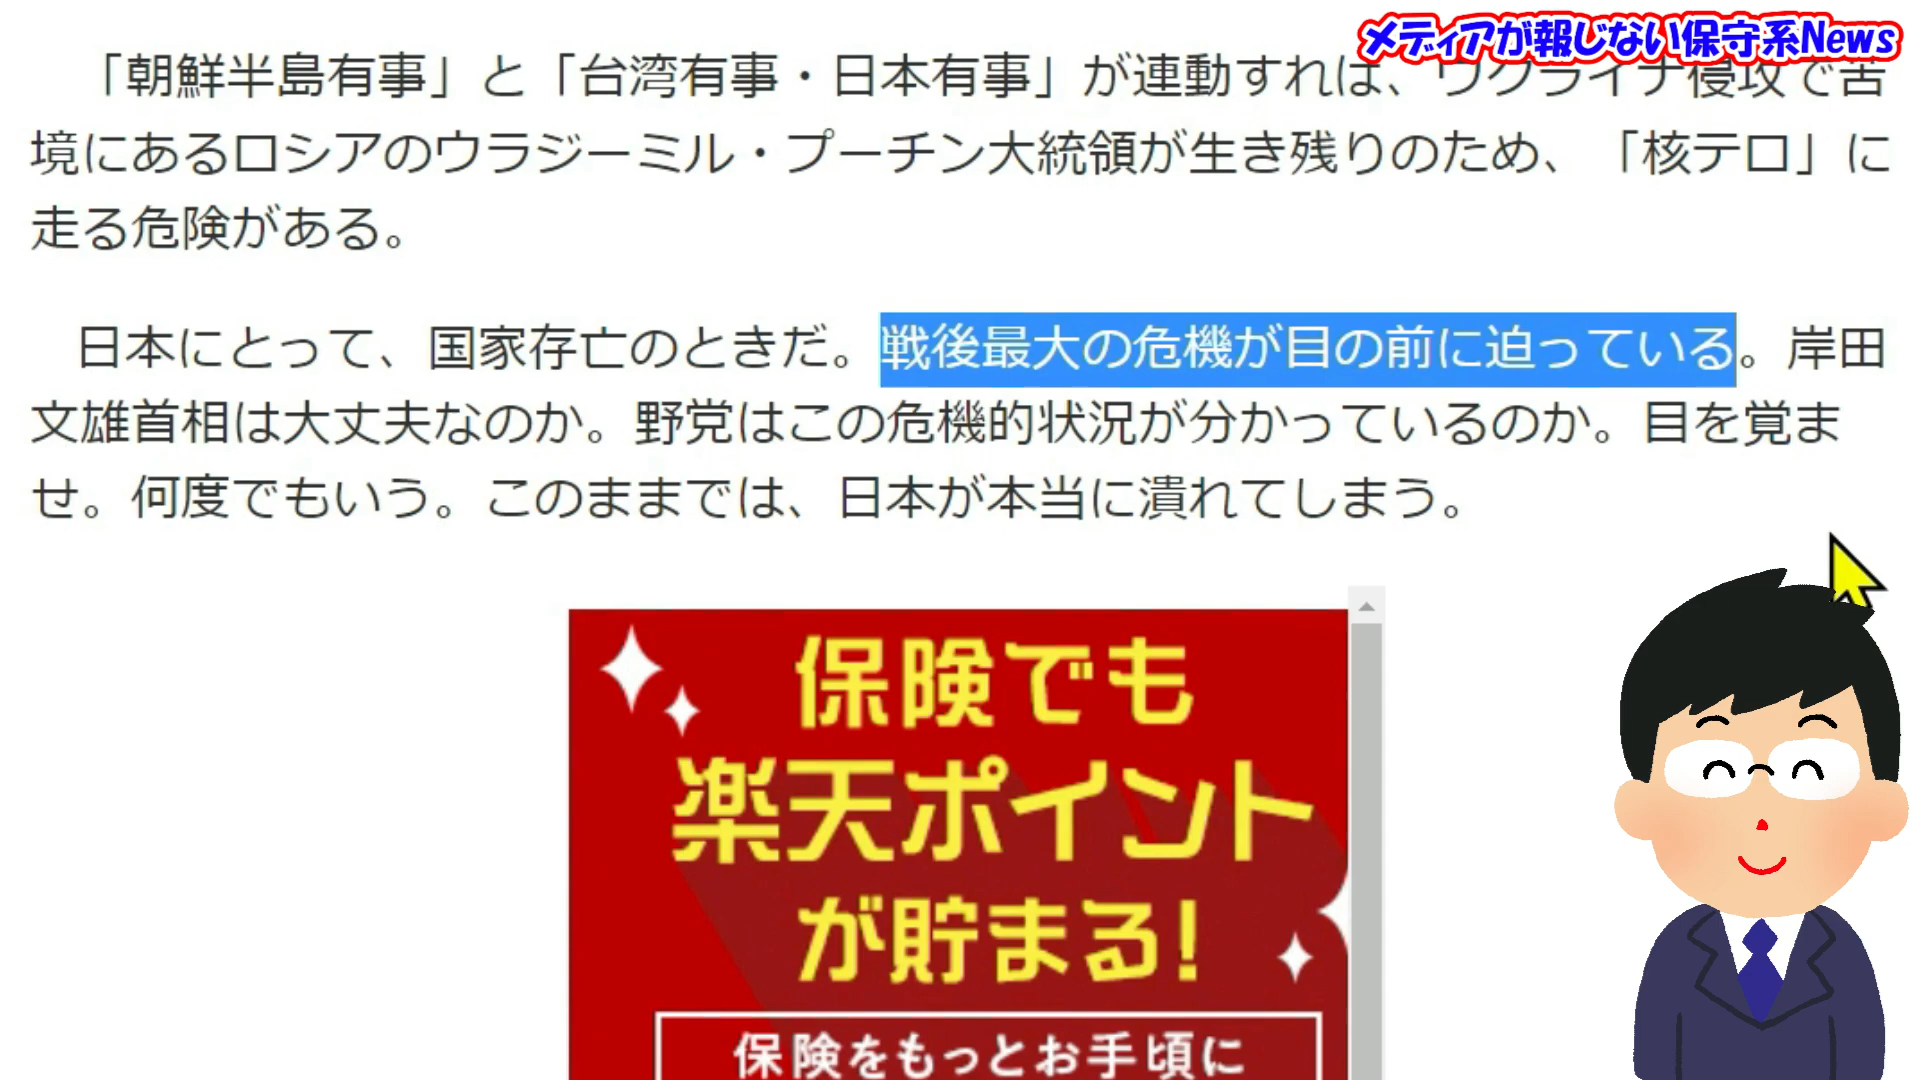 メディアが報じない保守系News
「朝鮮半島有事」と「台湾有事・日本有事」が連動すれば、ウクライナ侵攻で苦
境にあるロシアのウラジーミル・プーチン大統領が生き残りのため、「核テロ」に
走る危険がある。
日本にとって、国家存亡のときだ。戦後最大の危機が目の前に迫っている。岸田
文雄首相は大丈夫なのか。野党はこの危機的状況が分かっているのか。目を覚ま
せ。何度でもいう。このままでは、日本が本当に潰れてしまう。
保険でも
楽天ポイント
が貯まる!
保険をもっとお手頃に